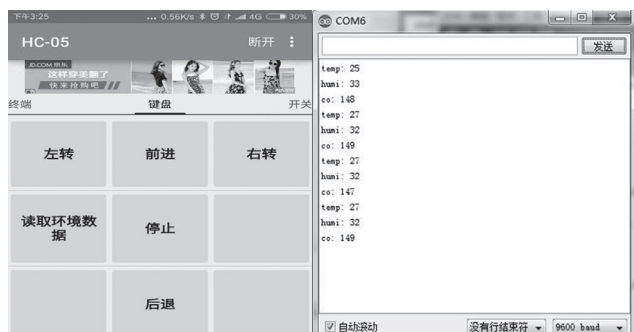 下午3:25
... 0.56K/s
4G
30%
HC-05
断开
JD.COM 京东
这样穿美翻了
快来抢购吧
终端
键盘
开关
左转
前进
右转
读取环境数
据
停止
后退
COM6
发送
temp: 25
humi: 33
co: 148
temp: 27
humi: 32
co: 149
temp: 27
humi: 32
co: 147
temp: 27
humi: 32
co: 149
自动滚动
没有行结束符
9600 baud